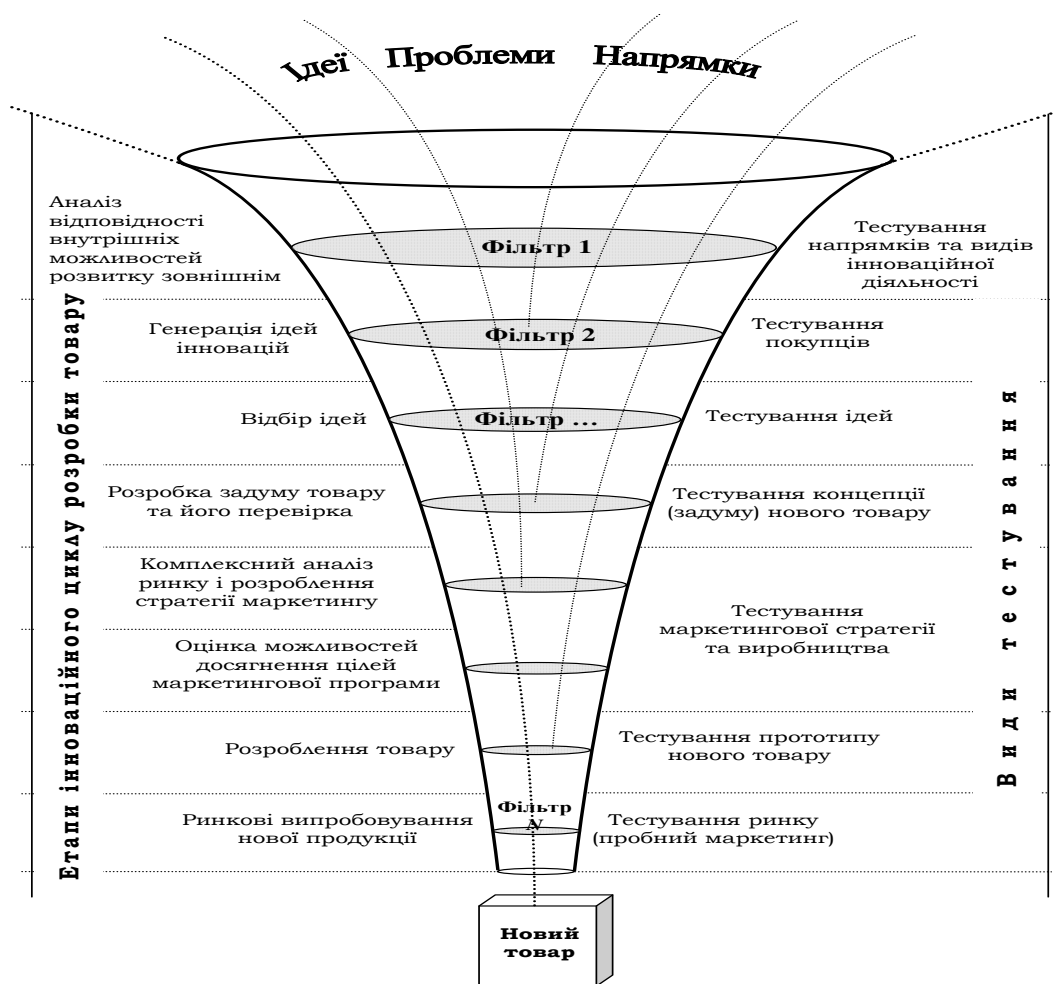 Ідеї Проблеми Напрямки
Аналіз
відповідності
внутрішніх
можливостей
розвитку зовнішнім
Фільтр 1
Тестування
напрямків та видів
інноваційної
діяльності
Генерація ідей
інновацій
Фільтр 2
Тестування
покупців
Відбір ідей
Фільтр ...
Тестування ідей
Розробка задуму товару
та його перевірка
Тестування концепції
(задуму) нового товару
Комплексний аналіз
ринку і розроблення
стратегії маркетингу
Оцінка можливостей
досягнення цілей
маркетингової програми
Тестування
маркетингової стратегії
та виробництва
Розроблення товару
Тестування прототипу
нового товару
Ринкові випробовування
нової продукції
Фільтр
N
Тестування ринку
(пробний маркетинг)
Етапи інноваційного циклу розробки товару
Види тестування
Новий
товар